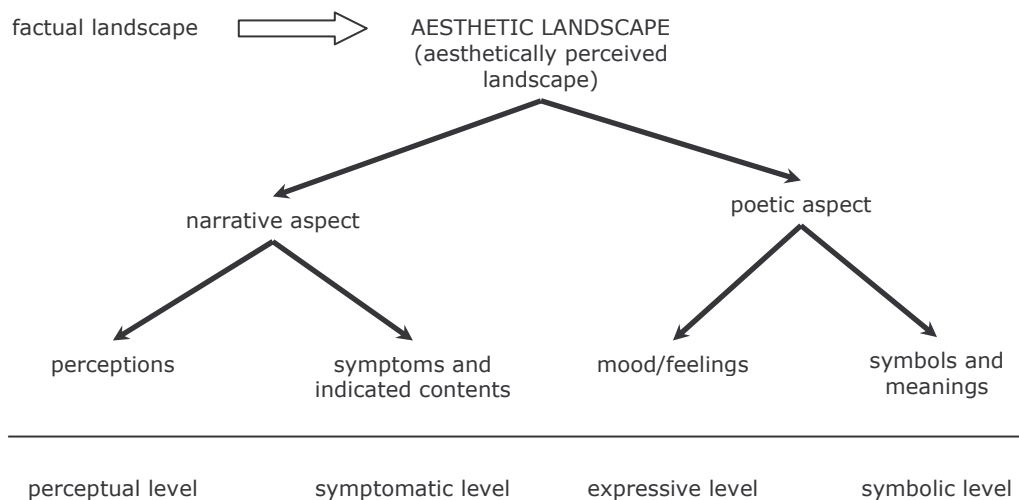 factual landscape
AESTHETIC LANDSCAPE
(aesthetically perceived
landscape)
narrative aspect
poetic aspect
perceptions
symptoms and
indicated contents
mood/feelings
symbols and
meanings
perceptual level
symptomatic level
expressive level
symbolic level